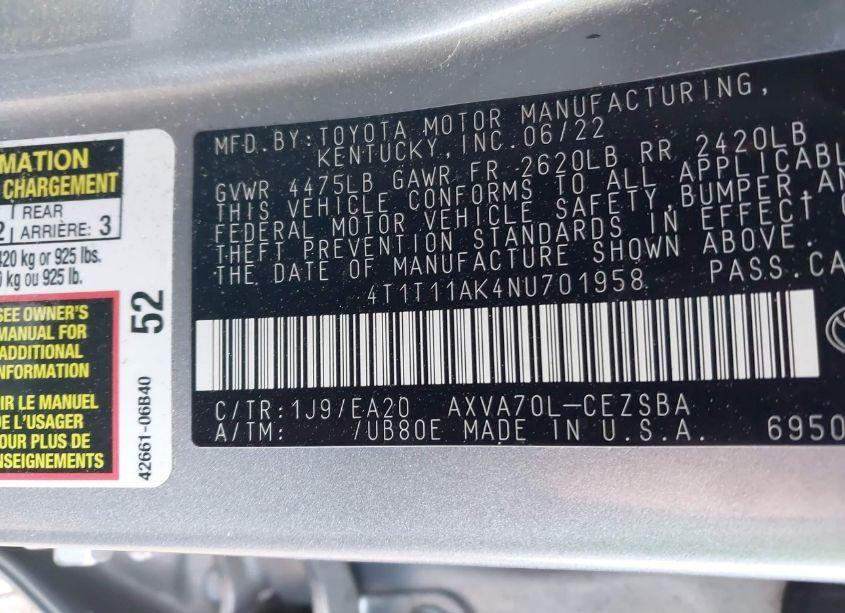 MATION
CHARGEMENT
REAR
2 ARRIÈRE: 3
420 kg or 925 lbs.
kg ou 925 lb.
SEE OWNER'S
MANUAL FOR
ADDITIONAL
INFORMATION
LE MANUEL
DE L'USAGER
POUR PLUS DE
NSEIGNEMENTS
52
42661-06B40
MFD. BY: TOYOTA MOTOR MANUFACTURING,
KENTUCKY, INC. 06/22
GVWR 4475LB GAWR FR 2620LB RR 2420LB
THIS VEHICLE CONFORMS TO ALL APPLICABL
FEDERAL MOTOR VEHICLE SAFETY, BUMPER, AN
THEFT PREVENTION STANDARDS IN EFFECT
THE DATE OF MANUFACTURE SHOWN ABOVE.
4T1T11AK4NU701958 PASS. CA
C/TR: 1J9/EA20 AXVA70L-CEZSBA
A/TM: /UB80E MADE IN U.S.A. 6950